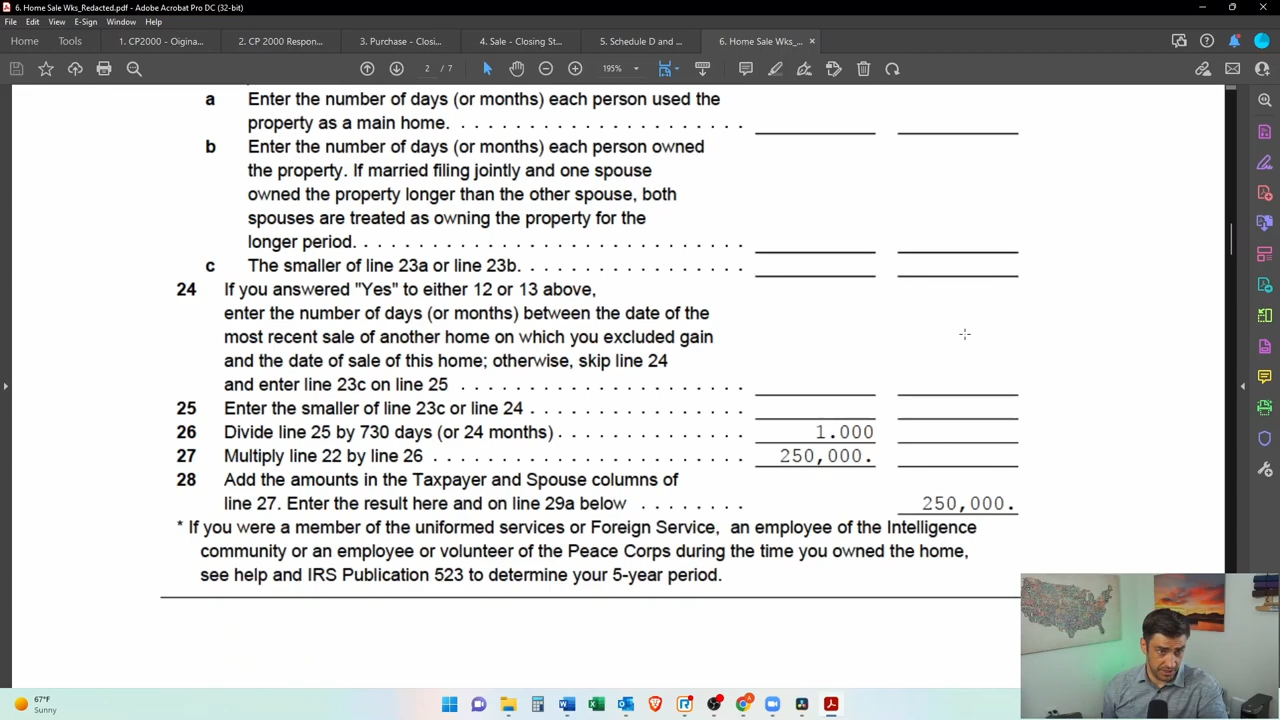 6. Home Sale Wks_Redacted.pdf - Adobe Acrobat Pro DC (32-bit)
File Edit View E-Sign Window Help
Home Tools 1. CP2000 - Oigina... 2. CP 2000 Respon... 3. Purchase - Closi... 4. Sale - Closing St... 5. Schedule D and ... 6. Home Sale Wks_... ×
2 / 7 195%
a Enter the number of days (or months) each person used the
property as a main home. . . . . . . . . . . . . . . . . . . . . . . . .
b Enter the number of days (or months) each person owned
the property. If married filing jointly and one spouse
owned the property longer than the other spouse, both
spouses are treated as owning the property for the
longer period. . . . . . . . . . . . . . . . . . . . . . . . . . . . . . . . .
c The smaller of line 23a or line 23b. . . . . . . . . . . . . . . . . . . .
24 If you answered "Yes" to either 12 or 13 above,
enter the number of days (or months) between the date of the
most recent sale of another home on which you excluded gain
and the date of sale of this home; otherwise, skip line 24
and enter line 23c on line 25 . . . . . . . . . . . . . . . . . . . . . . . .
25 Enter the smaller of line 23c or line 24 . . . . . . . . . . . . . . . . . .
26 Divide line 25 by 730 days (or 24 months) . . . . . . . . . . . . . . . . 1.000
27 Multiply line 22 by line 26 . . . . . . . . . . . . . . . . . . . . . . . . . . 250,000.
28 Add the amounts in the Taxpayer and Spouse columns of
line 27. Enter the result here and on line 29a below . . . . . . . . 250,000.
* If you were a member of the uniformed services or Foreign Service, an employee of the Intelligence
community or an employee or volunteer of the Peace Corps during the time you owned the home,
see help and IRS Publication 523 to determine your 5-year period.
67°F
Sunny